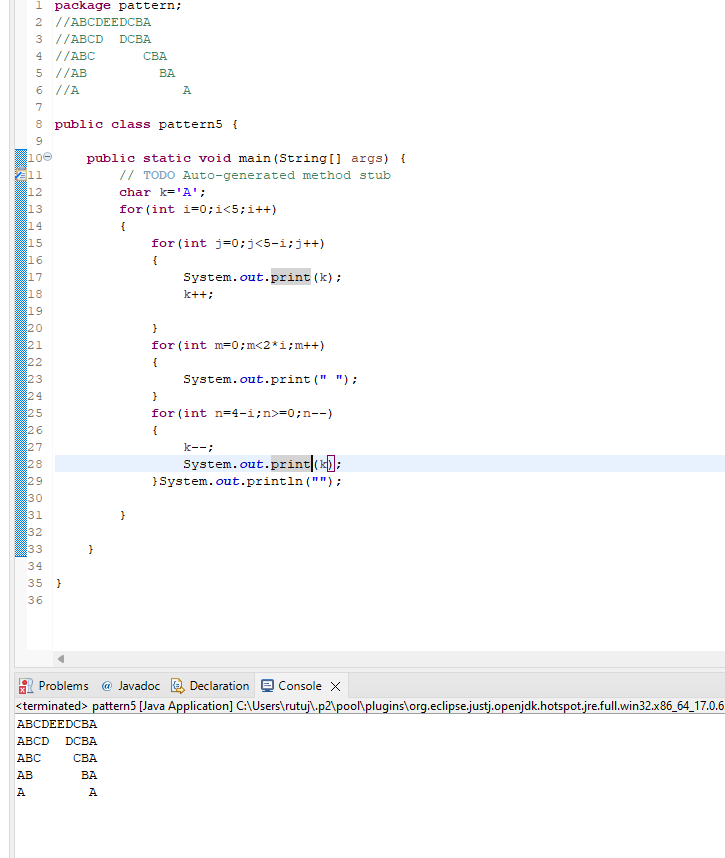 1 package pattern;
2 //ABCDEEDCBA
3 //ABCD  DCBA
4 //ABC      CBA
5 //AB         BA
6 //A             A
7
8 public class pattern5 {
9
10     public static void main(String[] args) {
11         // TODO Auto-generated method stub
12         char k='A';
13         for(int i=0;i<5;i++)
14         {
15             for(int j=0;j<5-i;j++)
16             {
17                 System.out.print(k);
18                 k++;
19
20             }
21             for(int m=0;m<2*i;m++)
22             {
23                 System.out.print(" ");
24             }
25             for(int n=4-i;n>=0;n--)
26             {
27                 k--;
28                 System.out.print(k);
29             }System.out.println("");
30
31         }
32
33     }
34
35 }
36
Problems @ Javadoc Declaration Console
<terminated> pattern5 [Java Application] C:\Users\rutuj\.p2\pool\plugins\org.eclipse.justj.openjdk.hotspot.jre.full.win32.x86_64_17.0.6
ABCDEEDCBA
ABCD  DCBA
ABC    CBA
AB      BA
A        A